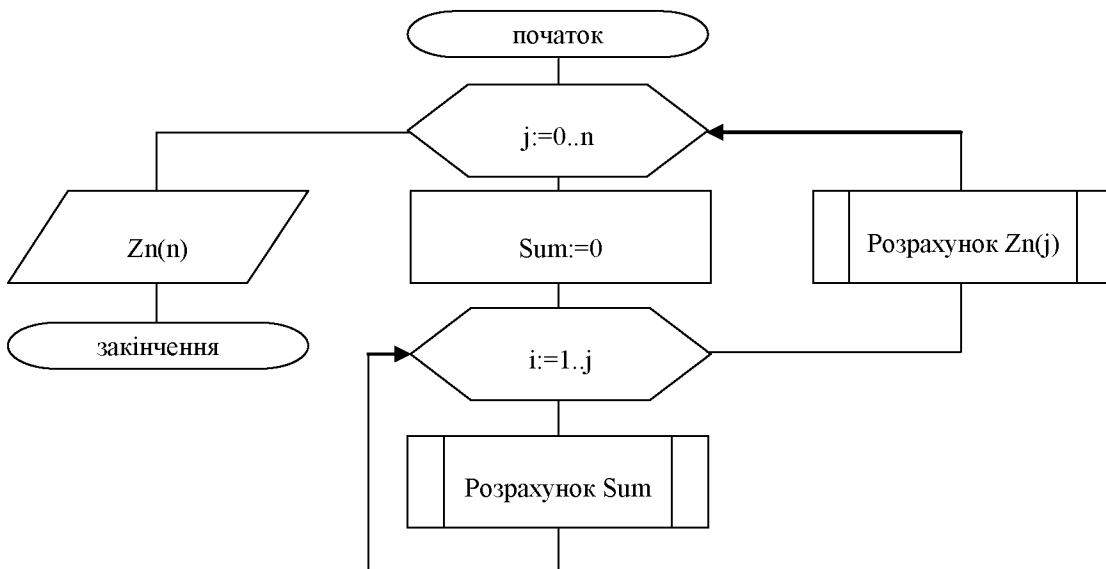 початок
j:=0..n
Zn(n)
Sum:=0
Розрахунок Zn(j)
закінчення
i:=1..j
Розрахунок Sum